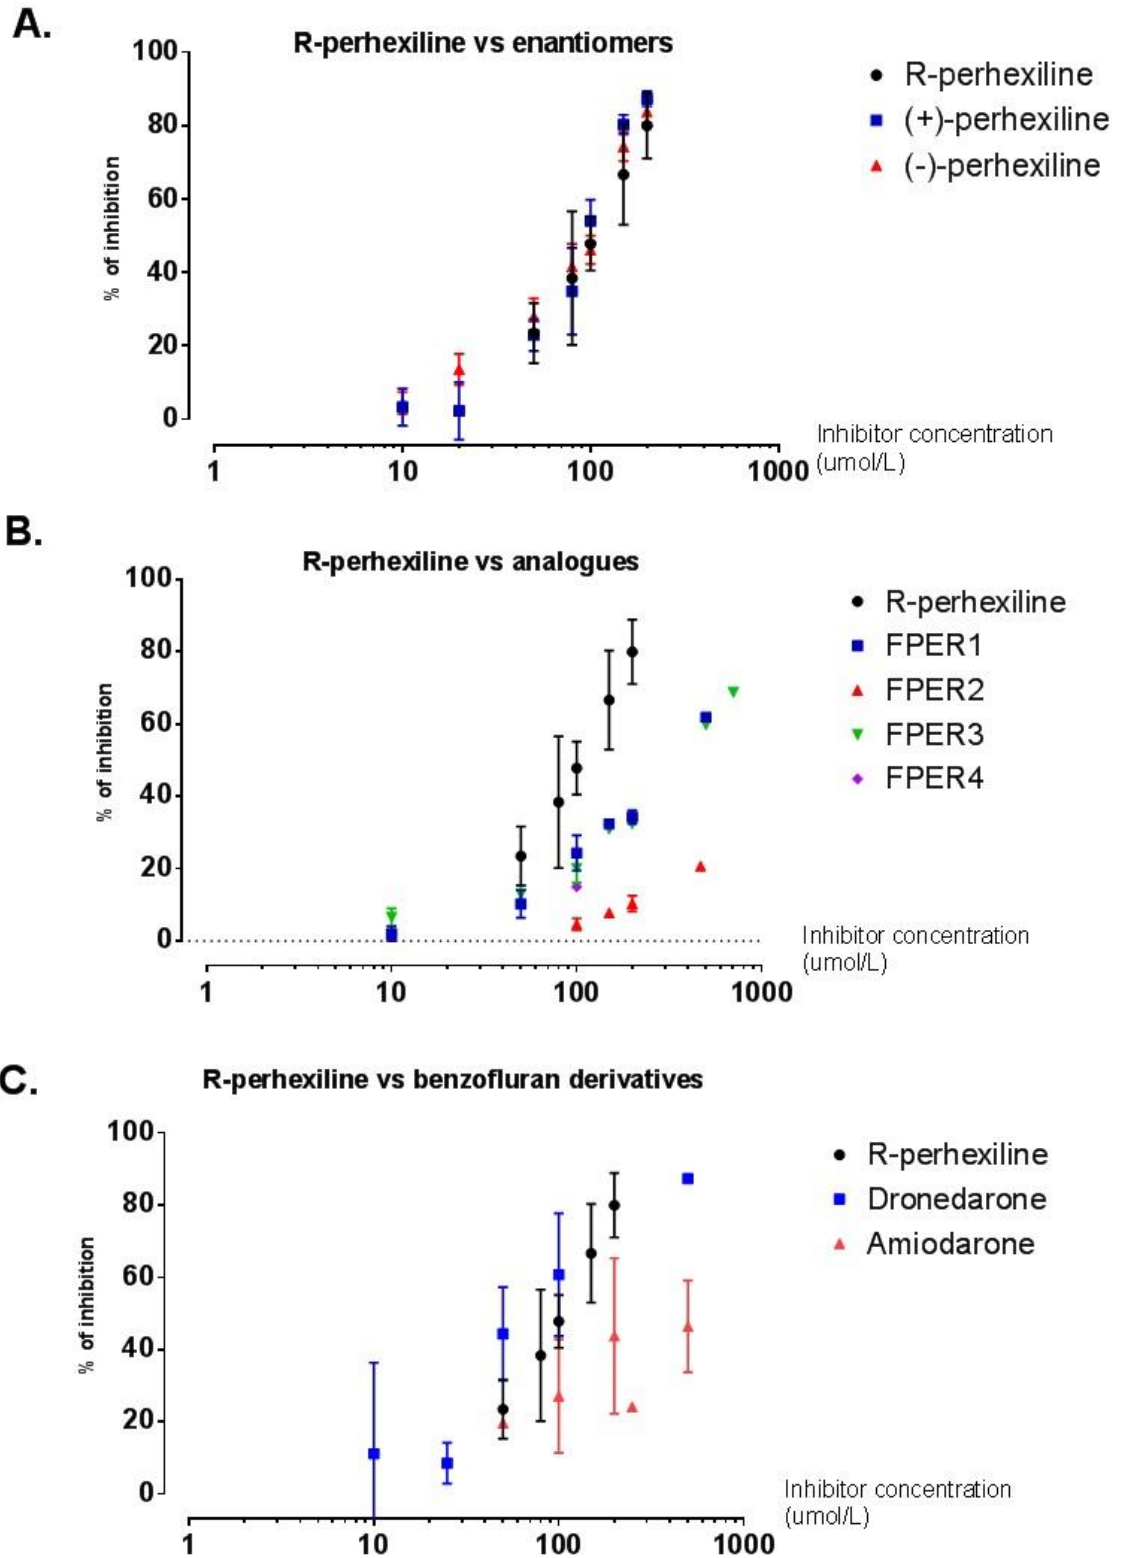 A.
R-perhexiline vs enantiomers
100
80
60
40
20
0
% of inhibition
R-perhexiline
(+)-perhexiline
(-)-perhexiline
1
10
100
1000
Inhibitor concentration
(umol/L)
B.
R-perhexiline vs analogues
100
80
60
40
20
0
% of inhibition
R-perhexiline
FPER1
FPER2
FPER3
FPER4
1
10
100
1000
Inhibitor concentration
(umol/L)
C.
R-perhexiline vs benzofluran derivatives
100
80
60
40
20
0
% of inhibition
R-perhexiline
Dronedarone
Amiodarone
1
10
100
1000
Inhibitor concentration
(umol/L)